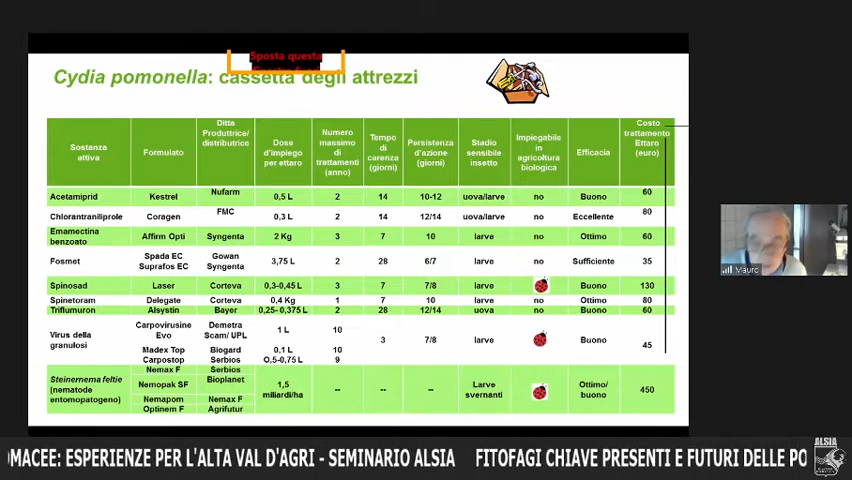 Sposta questa
Cydia pomonella: cassetta degli attrezzi
Sostanza attiva | Formulato | Ditta Produttrice/ distributrice | Dose d'impiego per ettaro | Numero massimo di trattamenti (anno) | Tempo di carenza (giorni) | Persistenza d'azione (giorni) | Stadio sensibile insetto | Impiegabile in agricoltura biologica | Efficacia | Costo trattamento Ettaro (euro)
Acetamiprid | Kestrel | Nufarm | 0,5 L | 2 | 14 | 10-12 | uova/larve | no | Buono | 60
Chlorantraniliprole | Coragen | FMC | 0,3 L | 2 | 14 | 12/14 | uova/larve | no | Eccellente | 80
Emamectina benzoato | Affirm Opti | Syngenta | 2 Kg | 3 | 7 | 10 | larve | no | Ottimo | 60
Fosmet | Spada EC Suprafos EC | Gowan Syngenta | 3,75 L | 2 | 28 | 6/7 | larve | no | Sufficiente | 35
Spinosad | Laser | Corteva | 0,3-0,45 L | 3 | 7 | 7/8 | larve | Buono | 130
Spinetoram | Delegate | Corteva | 0,4 Kg | 1 | 7 | 10 | larve | no | Ottimo | 80
Triflumuron | Alsystin | Bayer | 0,25- 0,375 L | 2 | 28 | 12/14 | uova | no | Buono | 60
Virus della granulosi | Carpovirusine Evo | Demetra Scam/ UPL | 1 L | 10 | 3 | 7/8 | larve | Buono | 45
Madex Top | Biogard | 0,1 L | 10
Carpostop | Serbios | 0,5-0,75 L | 9
Steinernema feltie (nematode entomopatogeno) | Nemax F | Serbios | 1,5 miliardi/ha | -- | -- | -- | Larve svernanti | Ottimo/ buono | 450
Nemopak SF | Bioplanet
Nemapom | Nemax F
Optinem F | Agrifutur
Mauro
OMACEE: ESPERIENZE PER L'ALTA VAL D'AGRI - SEMINARIO ALSIA FITOFAGI CHIAVE PRESENTI E FUTURI DELLE PO
ALSIA